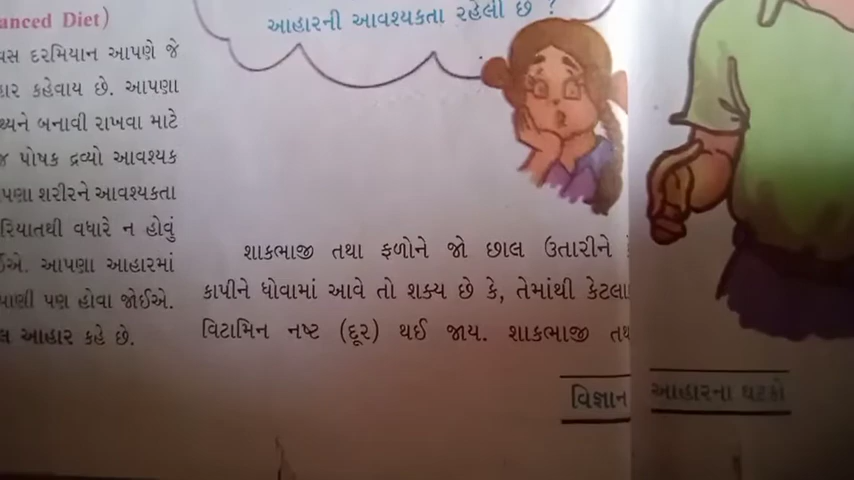 anced Diet)
વસ દરમિયાન આપણે જે
હાર કહેવાય છે. આપણા
થ્યને બનાવી રાખવા માટે
જ પોષક દ્રવ્યો આવશ્યક
પણા શરીરને આવશ્યકતા
રિયાતથી વધારે ન હોવું
ઈએ. આપણા આહારમાં
પાણી પણ હોવા જોઈએ.
લ આહાર કહે છે.
આહારની આવશ્યકતા રહેલી છે ?
શાકભાજી તથા ફળોને જો છાલ ઉતારીને
કાપીને ધોવામાં આવે તો શક્ય છે કે, તેમાંથી કેટલા
વિટામિન નષ્ટ (દૂર) થઈ જાય. શાકભાજી તથ
વિજ્ઞાન
આહારના ઘટકો